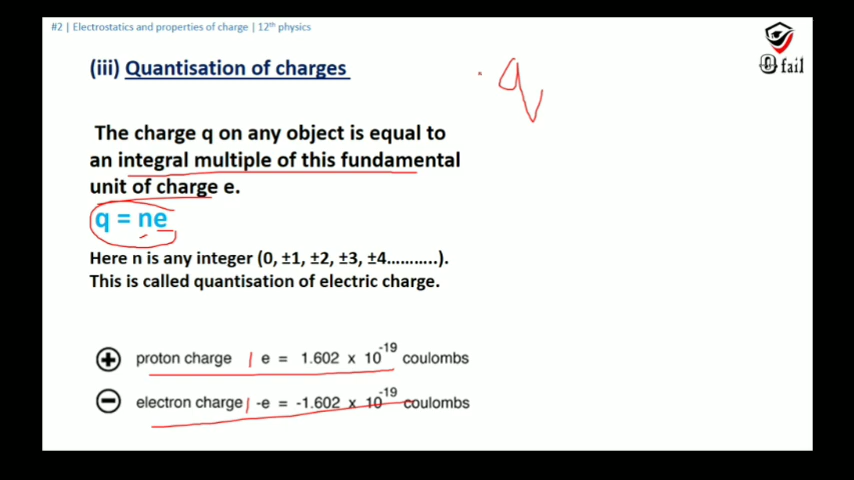 #2 | Electrostatics and properties of charge | 12th physics
0 fail
(iii) Quantisation of charges
q
The charge q on any object is equal to
an integral multiple of this fundamental
unit of charge e.
q = ne
Here n is any integer (0, ±1, ±2, ±3, ±4………..).
This is called quantisation of electric charge.
+ proton charge e = 1.602 x 10-19 coulombs
− electron charge -e = -1.602 x 10-19 coulombs